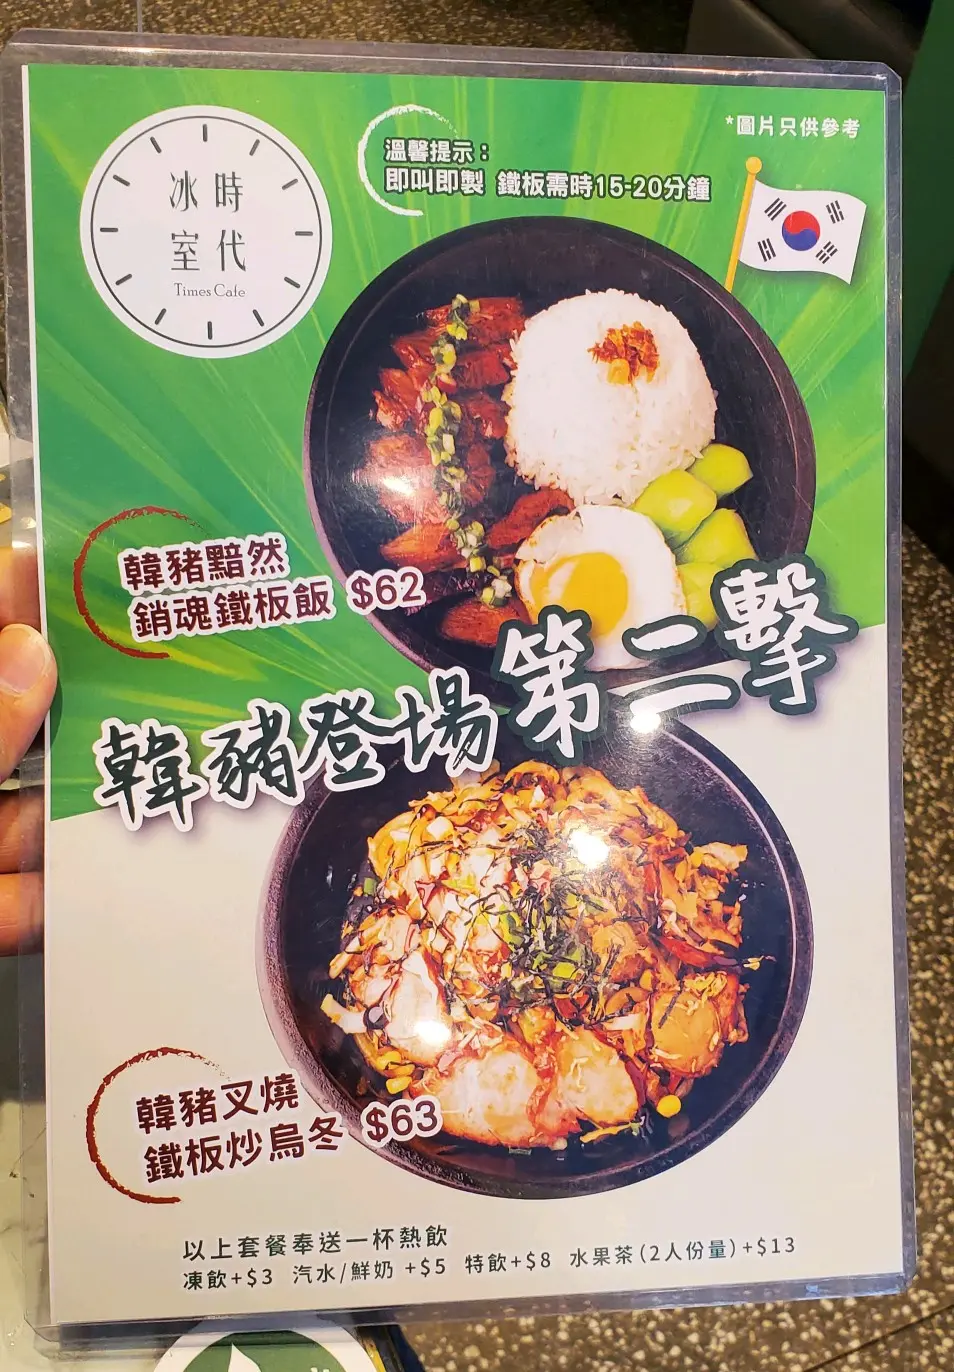 *圖片只供參考
溫馨提示：
即叫即製 鐵板需時15-20分鐘
時代
冰室
Times Cafe
韓豬黯然
銷魂鐵板飯 $62
韓豬登場第二擊
韓豬叉燒
鐵板炒烏冬 $63
以上套餐奉送一杯熱飲
凍飲+$3 汽水/鮮奶 +$5 特飲+$8 水果茶(2人份量)+$13